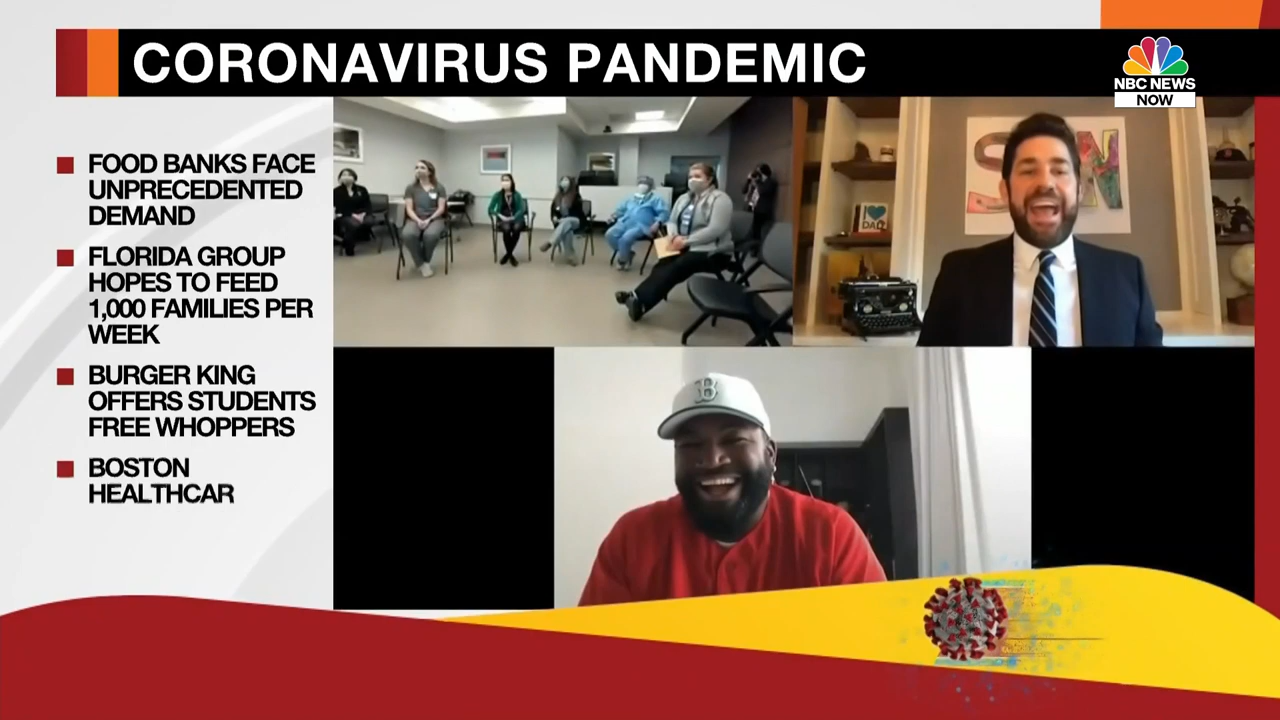 CORONAVIRUS PANDEMIC
NBC NEWS
NOW
FOOD BANKS FACE
UNPRECEDENTED
DEMAND
FLORIDA GROUP
HOPES TO FEED
1,000 FAMILIES PER
WEEK
BURGER KING
OFFERS STUDENTS
FREE WHOPPERS
BOSTON
HEALTHCAR
S N
I
DAD
B